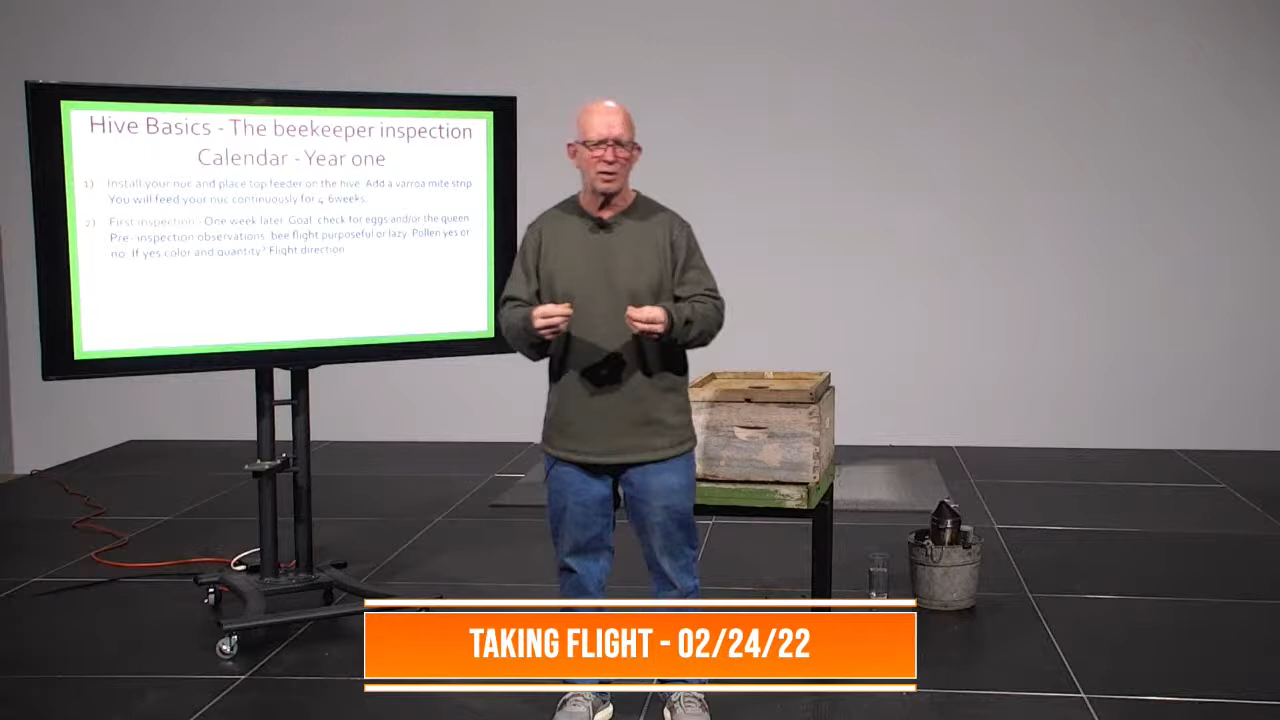 Hive Basics - The beekeeper inspection
Calendar - Year one
1) Install your nuc and place top feeder on the hive. Add a varroa mite strip
You will feed your nuc continuously for 4 6weeks.
2) First inspection - One week later. Goal check for eggs and/or the queen
Pre- inspection observations bee flight purposeful or lazy. Pollen yes or
no. If yes color and quantity? Flight direction
TAKING FLIGHT - 02/24/22